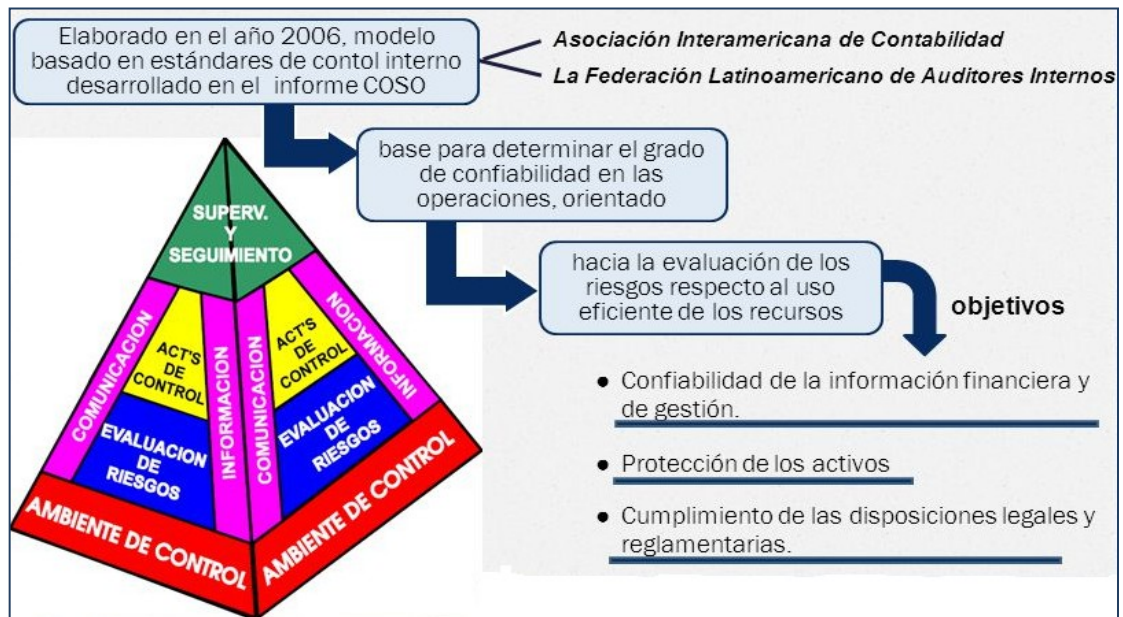 Elaborado en el año 2006, modelo
basado en estándares de contol interno
desarrollado en el informe COSO
Asociación Interamericana de Contabilidad
La Federación Latinoamericano de Auditores Internos
base para determinar el grado
de confiabilidad en las
operaciones, orientado
hacia la evaluación de los
riesgos respecto al uso
eficiente de los recursos
objetivos
● Confiabilidad de la información financiera y
de gestión.
● Protección de los activos
● Cumplimiento de las disposiciones legales y
reglamentarias.
SUPERV.
Y
SEGUIMIENTO
COMUNICACION
ACT'S
DE
CONTROL
INFORMACION
COMUNICACION
ACT'S
DE
CONTROL
INFORMACION
EVALUACION
DE
RIESGOS
EVALUACION
DE
RIESGOS
AMBIENTE DE CONTROL
AMBIENTE DE CONTROL